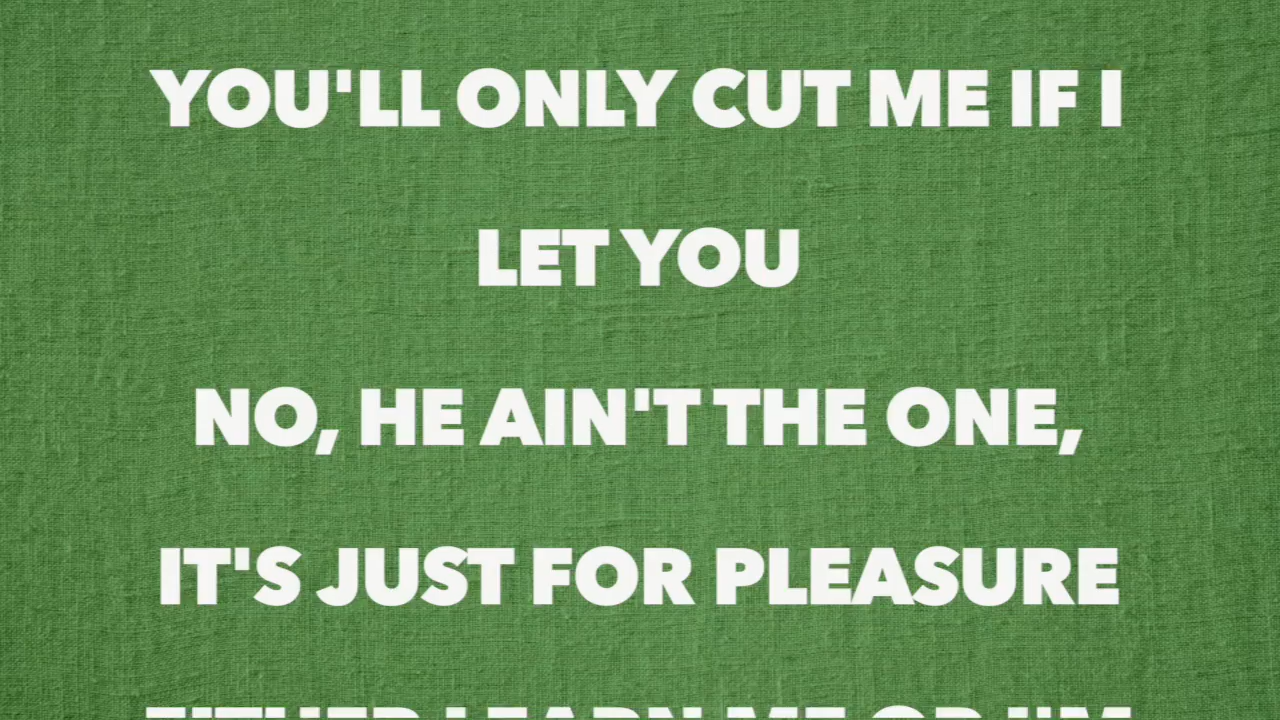 YOU'LL ONLY CUT ME IF I
LET YOU
NO, HE AIN'T THE ONE,
IT'S JUST FOR PLEASURE